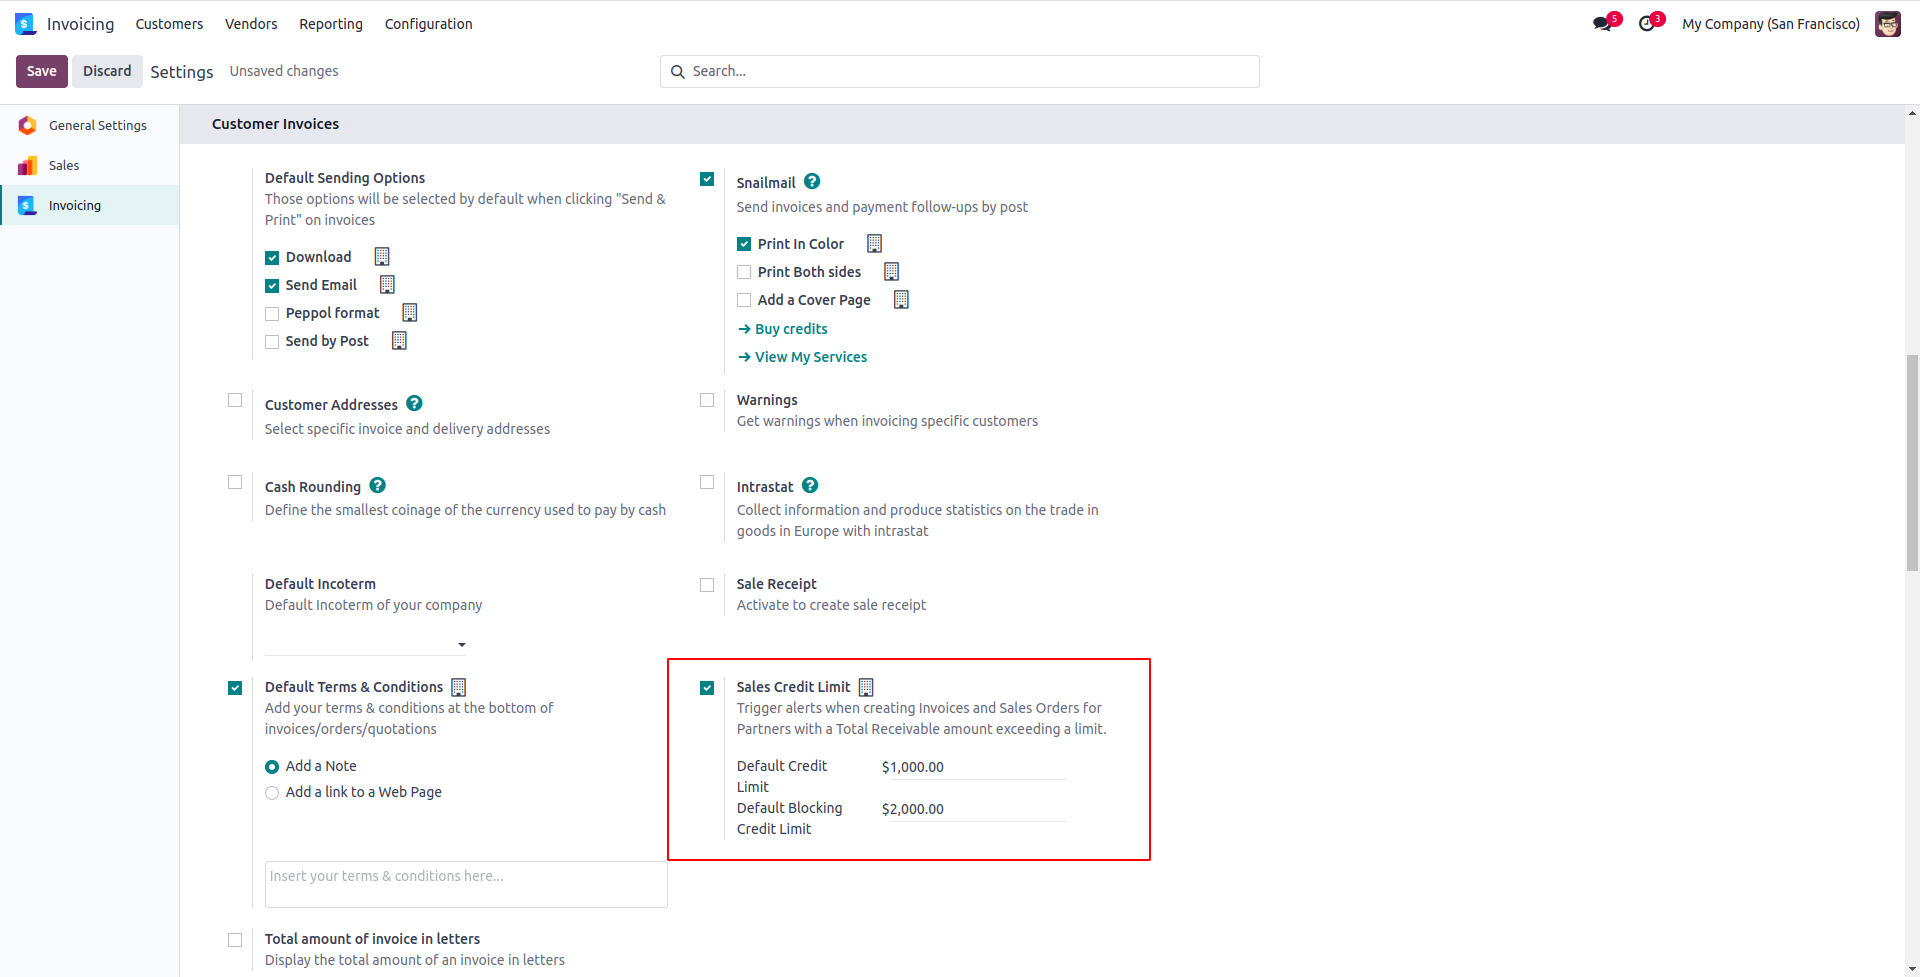 Invoicing Customers Vendors Reporting Configuration 5 3 My Company (San Francisco)
Save Discard Settings Unsaved changes Search...
General Settings
Sales
Invoicing
Customer Invoices
Default Sending Options
Those options will be selected by default when clicking "Send &
Print" on invoices
Download
Send Email
Peppol format
Send by Post
Snailmail ?
Send invoices and payment follow-ups by post
Print In Color
Print Both sides
Add a Cover Page
→ Buy credits
→ View My Services
Customer Addresses ?
Select specific invoice and delivery addresses
Warnings
Get warnings when invoicing specific customers
Cash Rounding ?
Define the smallest coinage of the currency used to pay by cash
Intrastat ?
Collect information and produce statistics on the trade in
goods in Europe with intrastat
Default Incoterm
Default Incoterm of your company
Sale Receipt
Activate to create sale receipt
Default Terms & Conditions
Add your terms & conditions at the bottom of
invoices/orders/quotations
Add a Note
Add a link to a Web Page
Insert your terms & conditions here...
Sales Credit Limit
Trigger alerts when creating Invoices and Sales Orders for
Partners with a Total Receivable amount exceeding a limit.
Default Credit $1,000.00
Limit
Default Blocking $2,000.00
Credit Limit
Total amount of invoice in letters
Display the total amount of an invoice in letters